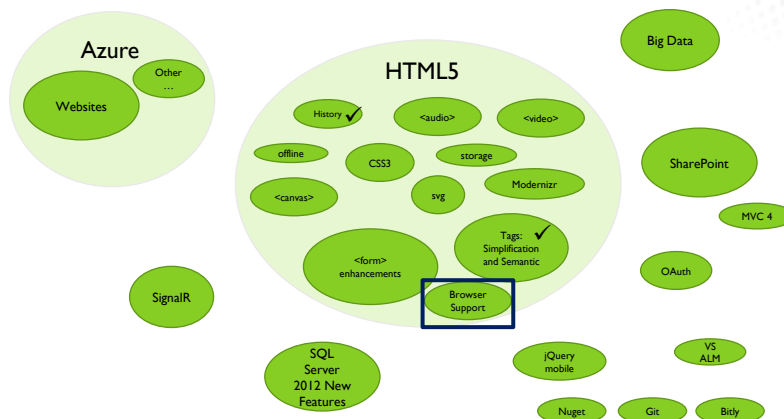 Azure
Other
...
Websites
HTML5
Big Data
History
<audio>
<video>
offline
CSS3
storage
Modernizr
<canvas>
svg
SharePoint
MVC 4
Tags:
Simplification
and Semantic
<form>
enhancements
OAuth
Browser
Support
SignalR
SQL
Server
2012 New
Features
jQuery
mobile
VS
ALM
Nuget
Git
Bitly